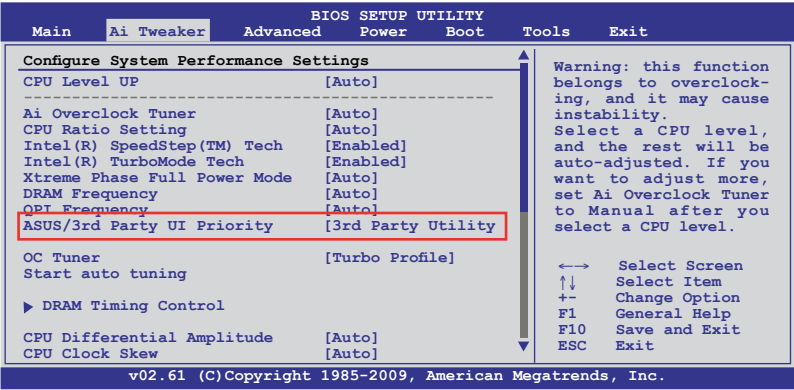 BIOS SETUP UTILITY
Main Ai Tweaker Advanced Power Boot Tools Exit
Configure System Performance Settings
CPU Level UP [Auto]
Ai Overclock Tuner [Auto]
CPU Ratio Setting [Auto]
Intel(R) SpeedStep(TM) Tech [Enabled]
Intel(R) TurboMode Tech [Enabled]
Xtreme Phase Full Power Mode [Auto]
DRAM Frequency [Auto]
QPI Frequency [Auto]
ASUS/3rd Party UI Priority [3rd Party Utility
OC Tuner [Turbo Profile]
Start auto tuning
DRAM Timing Control
CPU Differential Amplitude [Auto]
CPU Clock Skew [Auto]
Warning: this function
belongs to overclock-
ing, and it may cause
instability.
Select a CPU level,
and the rest will be
auto-adjusted. If you
want to adjust more,
set Ai Overclock Tuner
to Manual after you
select a CPU level.
←→ Select Screen
↑↓ Select Item
+- Change Option
F1 General Help
F10 Save and Exit
ESC Exit
v02.61 (C)Copyright 1985-2009, American Megatrends, Inc.